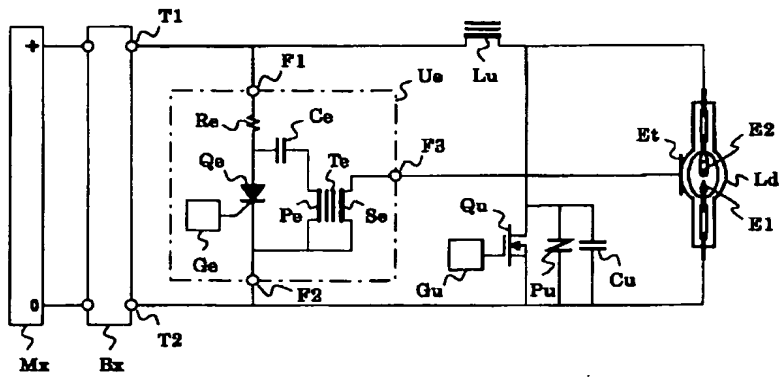 T1
+
F1
Ue
Lu
Re
Ce
Te
F3
Et
E2
Qe
Ld
Pe
Se
Qu
E1
Ge
Gu
Pu
Cu
F2
0
T2
Mx
Bx